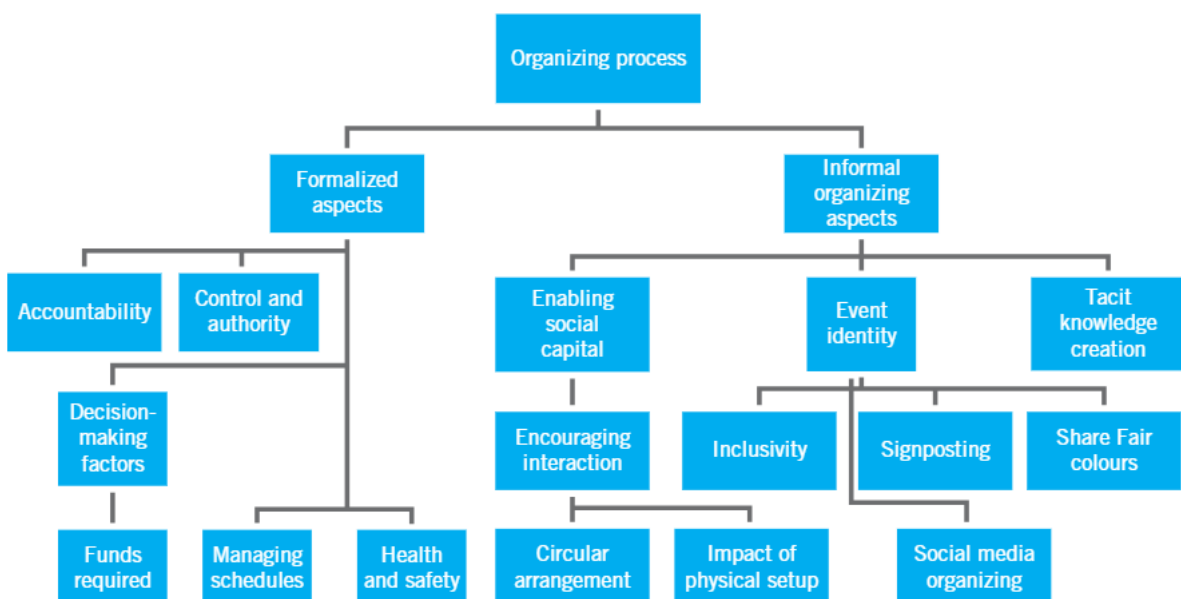 Organizing process
Formalized
aspects
Informal
organizing
aspects
Accountability
Control and
authority
Enabling
social
capital
Event
identity
Tacit
knowledge
creation
Decision-
making
factors
Encouraging
interaction
Inclusivity
Signposting
Share Fair
colours
Funds
required
Managing
schedules
Health
and safety
Circular
arrangement
Impact of
physical setup
Social media
organizing